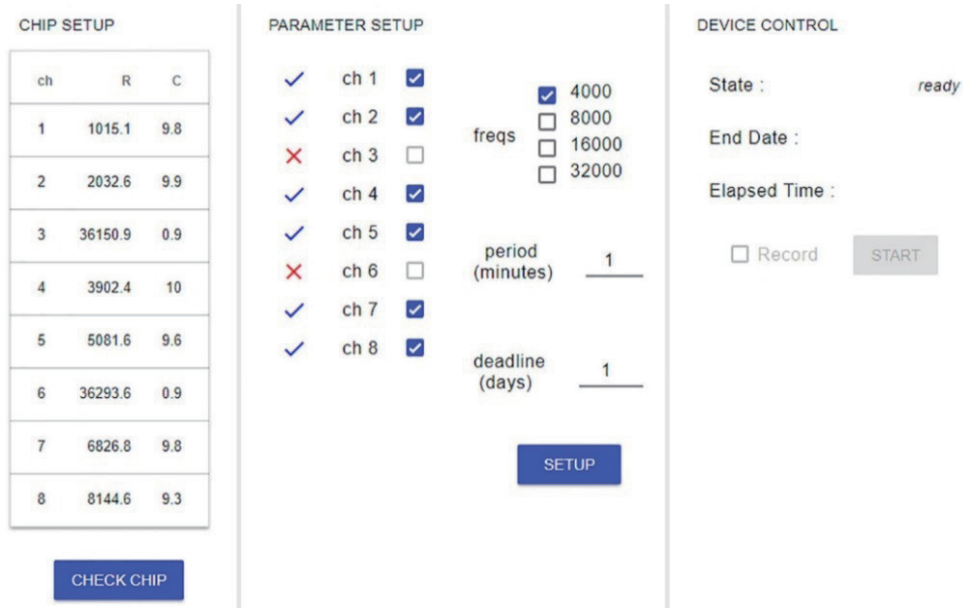 CHIP SETUP
ch R C
1 1015.1 9.8
2 2032.6 9.9
3 36150.9 0.9
4 3902.4 10
5 5081.6 9.6
6 36293.6 0.9
7 6826.8 9.8
8 8144.6 9.3
CHECK CHIP
PARAMETER SETUP
ch 1
ch 2
ch 3
ch 4
ch 5
ch 6
ch 7
ch 8
freqs
4000
8000
16000
32000
period
(minutes) 1
deadline
(days) 1
SETUP
DEVICE CONTROL
State : ready
End Date :
Elapsed Time :
Record START